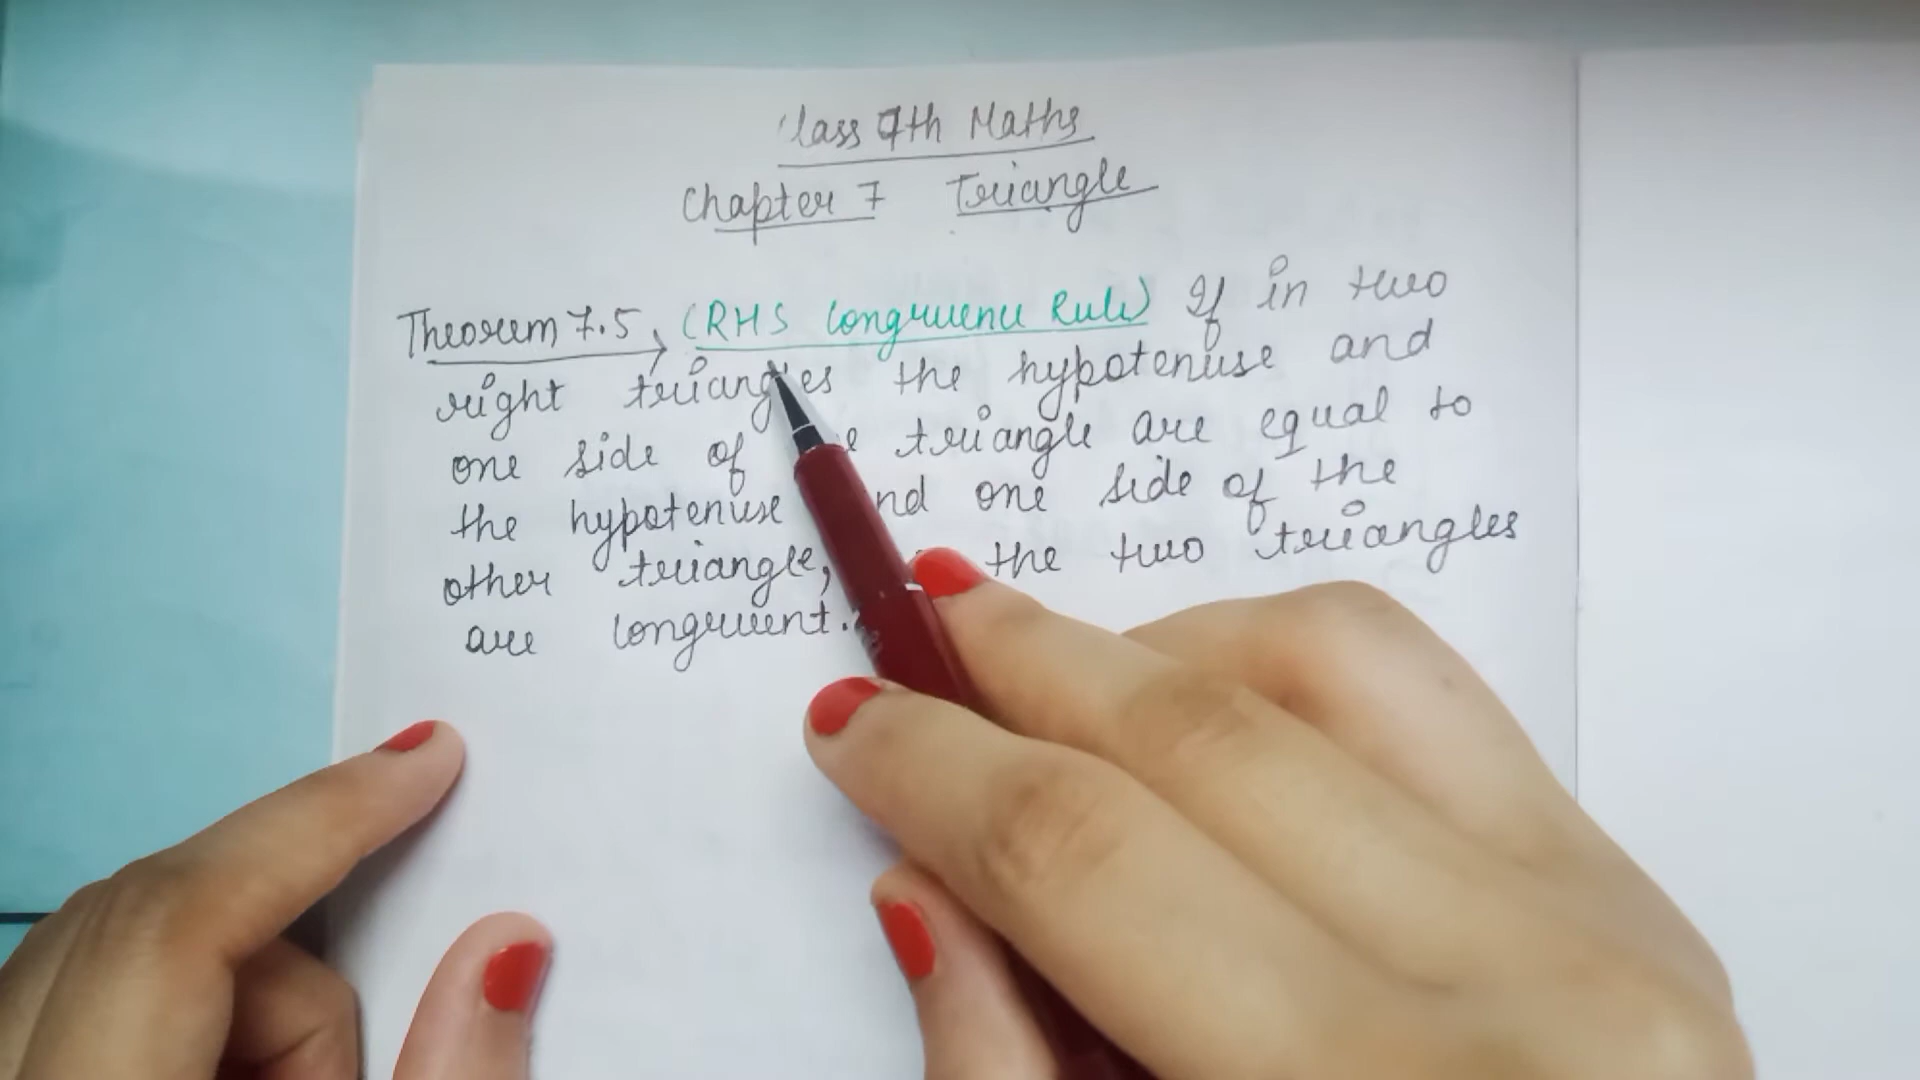 Class 9th Maths
Chapter 7 Triangle
Theorem 7.5, (RHS Congruence Rule) If in two
right triangles the hypotenuse and
one side of triangle are equal to
the hypotenuse and one side of the
other triangle, the two triangles
are congruent.